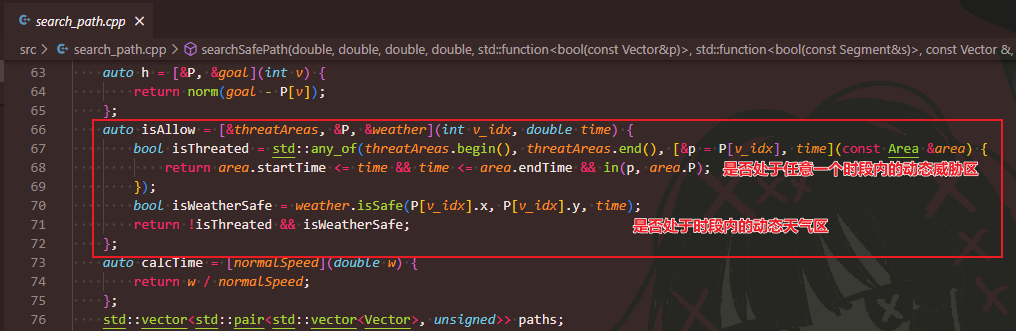 search_path.cpp
src > search_path.cpp > searchSafePath(double, double, double, double, std::function<bool(const Vector&p)>, std::function<bool(const Segment&s)>, const Vector &,
63 auto h = [&P, &goal](int v) {
64 return norm(goal - P[v]);
65 };
66 auto isAllow = [&threatAreas, &P, &weather](int v_idx, double time) {
67 bool isThreated = std::any_of(threatAreas.begin(), threatAreas.end(), [&p = P[v_idx], time](const Area &area) {
68 return area.startTime <= time && time <= area.endTime && in(p, area.P); 是否处于任意一个时段内的动态威胁区
69 });
70 bool isWeatherSafe = weather.isSafe(P[v_idx].x, P[v_idx].y, time);
71 return !isThreated && isWeatherSafe; 是否处于时段内的动态天气区
72 };
73 auto calcTime = [normalSpeed](double w) {
74 return w / normalSpeed;
75 };
76 std::vector<std::pair<std::vector<Vector>, unsigned>> paths;